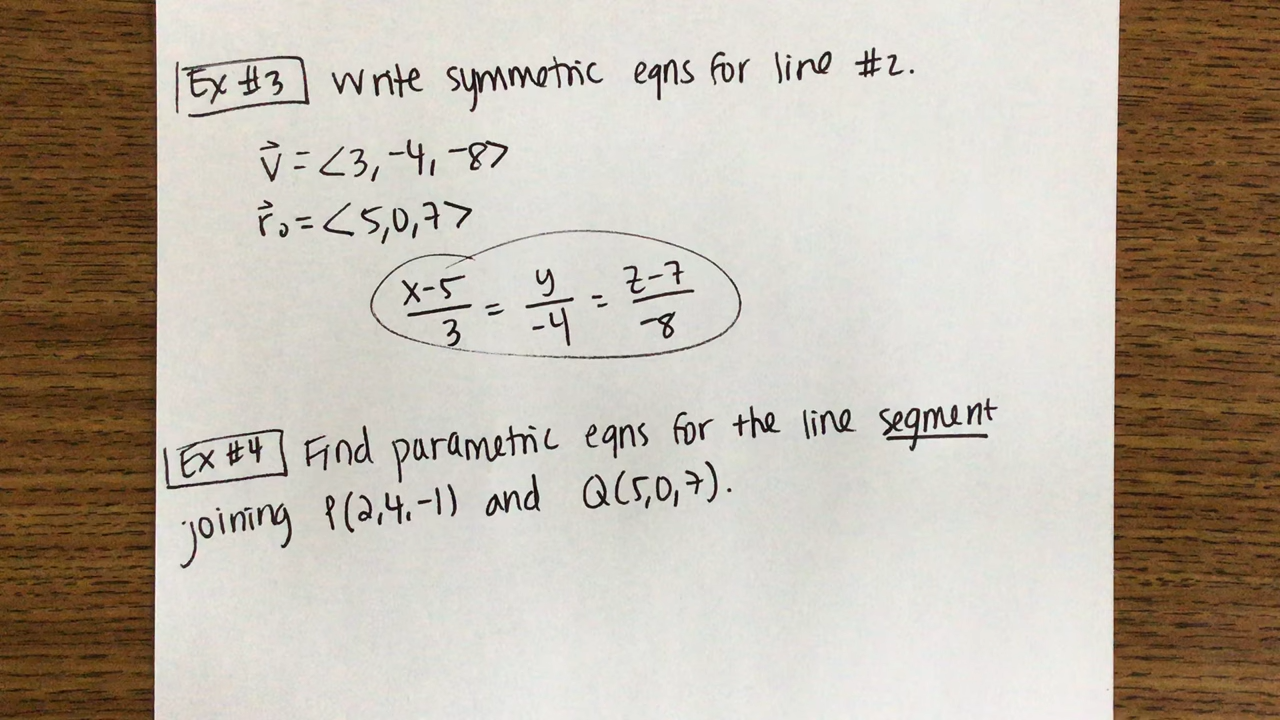 Ex #3 Write symmetric eqns for line #2.
v⃗ = <3, -4, -8>
r⃗₀ = <5,0,7>
x-5/3 = y/-4 = z-7/-8
Ex #4 Find parametric eqns for the line segment
joining P(2,4,-1) and Q(5,0,7).